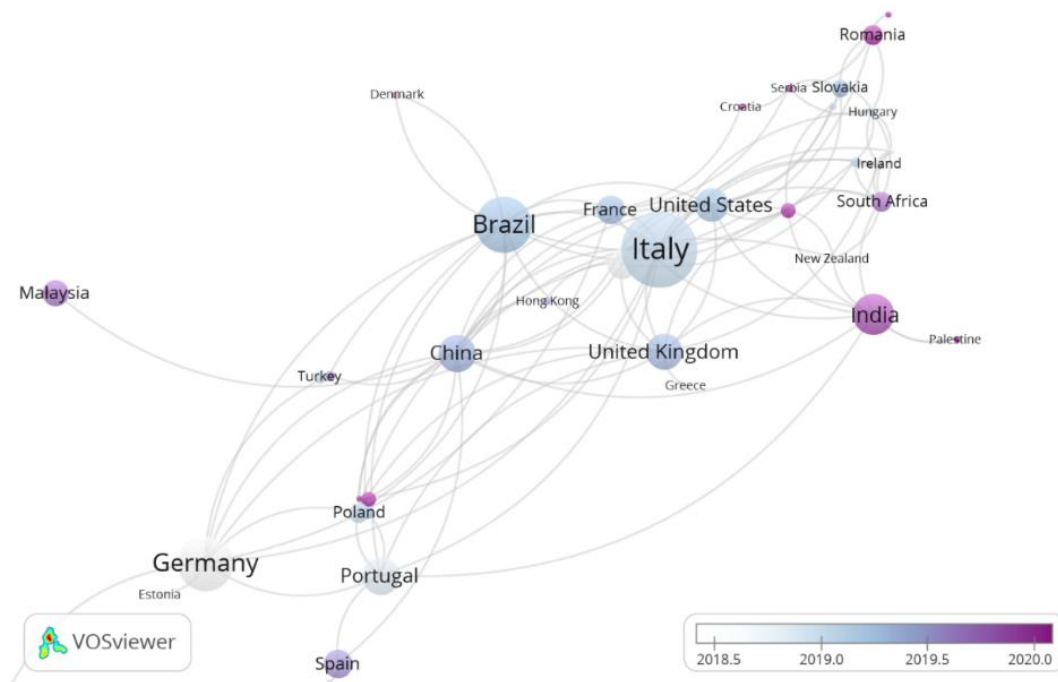 Romania
Denmark
Serbia
Slovakia
Croatia
Hungary
Ireland
South Africa
United States
France
Brazil
Italy
New Zealand
Malaysia
Hong Kong
India
Palestine
China
United Kingdom
Turkey
Greece
Poland
Germany
Portugal
Estonia
VOSviewer
Spain
2018.5 2019.0 2019.5 2020.0